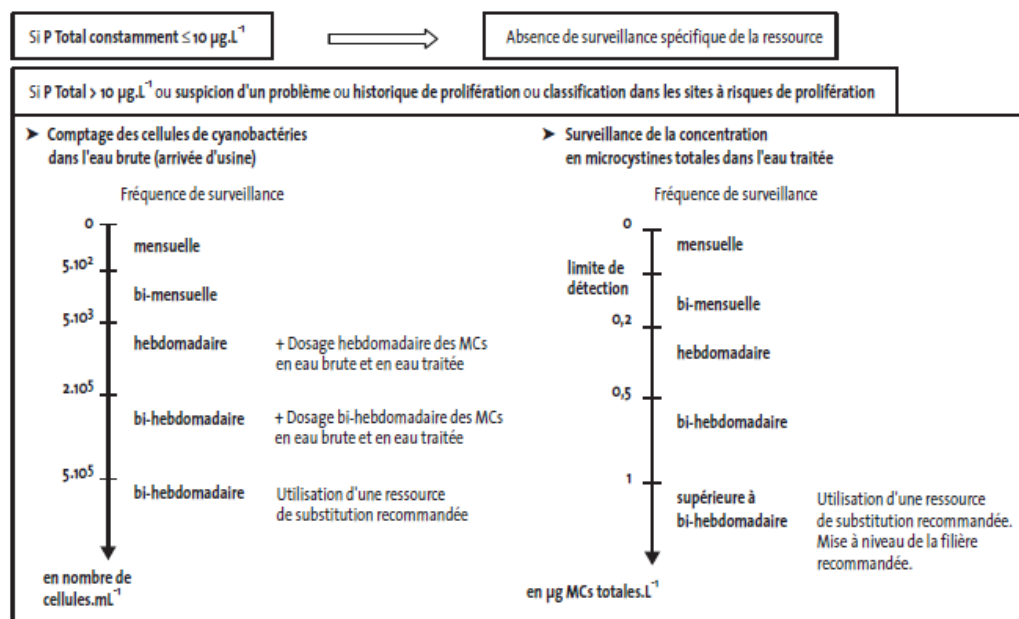 Si P Total constamment ≤ 10 µg.L⁻¹
Absence de surveillance spécifique de la ressource
Si P Total > 10 µg.L⁻¹ ou suspicion d'un problème ou historique de prolifération ou classification dans les sites à risques de prolifération
➤ Comptage des cellules de cyanobactéries
dans l'eau brute (arrivée d'usine)
Fréquence de surveillance
0
mensuelle
5.10²
bi-mensuelle
5.10³
hebdomadaire
+ Dosage hebdomadaire des MCs
en eau brute et en eau traitée
2.10⁵
bi-hebdomadaire
+ Dosage bi-hebdomadaire des MCs
en eau brute et en eau traitée
5.10⁵
bi-hebdomadaire
Utilisation d'une ressource
de substitution recommandée
en nombre de
cellules.mL⁻¹
➤ Surveillance de la concentration
en microcystines totales dans l'eau traitée
Fréquence de surveillance
0
mensuelle
limite de
détection
bi-mensuelle
0,2
hebdomadaire
0,5
bi-hebdomadaire
1
supérieure à
bi-hebdomadaire
Utilisation d'une ressource
de substitution recommandée.
Mise à niveau de la filière
recommandée.
en µg MCs totales.L⁻¹